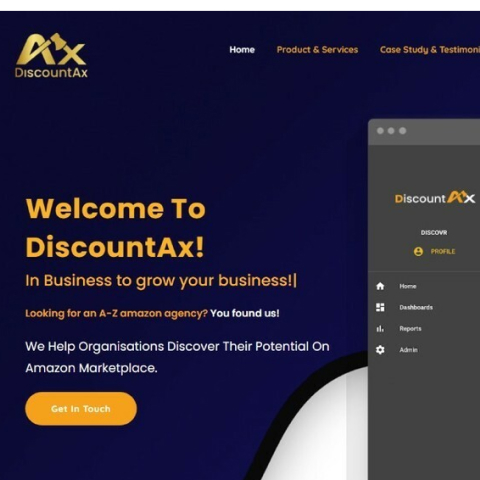 DiscountAx
Home
Product & Services
Case Study & Testimoni
Welcome To
DiscountAx!
In Business to grow your business!|
Looking for an A-Z amazon agency? You found us!
We Help Organisations Discover Their Potential On
Amazon Marketplace.
Get In Touch
Discount Ax
DISCOVR
PROFILE
Home
Dashboards
Reports
Admin